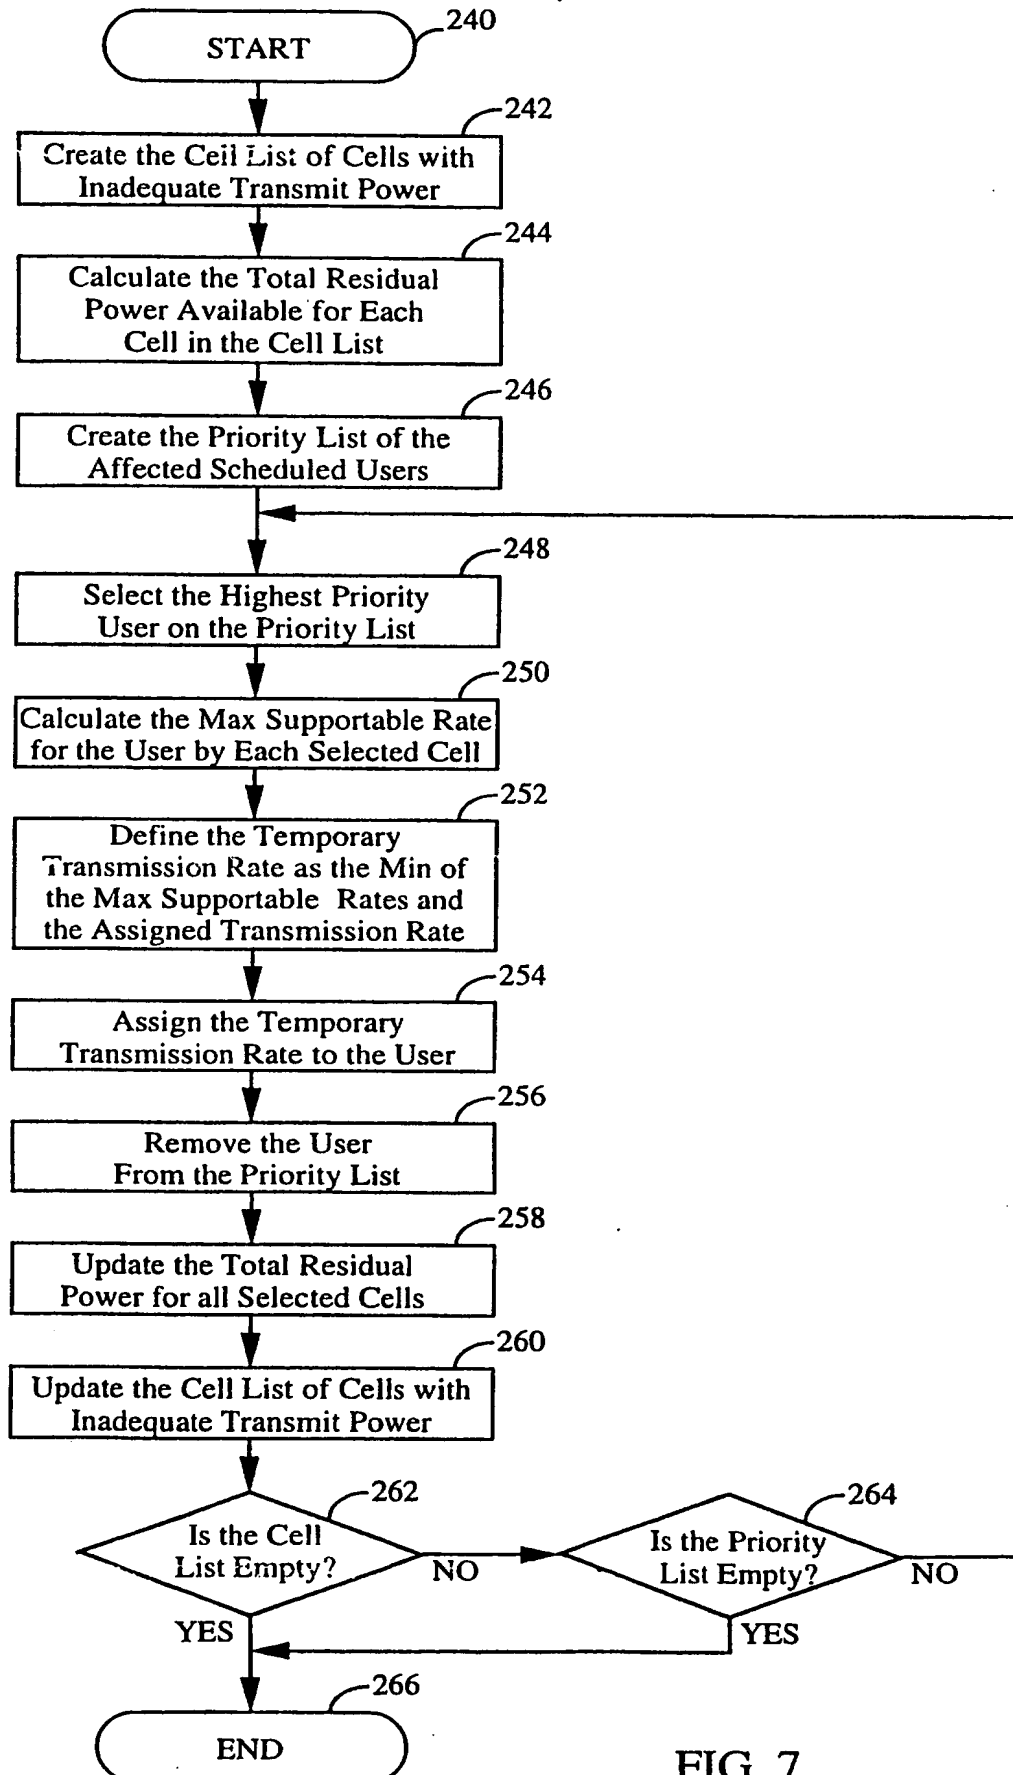 240
START
242
Create the Cell List of Cells with
Inadequate Transmit Power
244
Calculate the Total Residual
Power Available for Each
Cell in the Cell List
246
Create the Priority List of the
Affected Scheduled Users
248
Select the Highest Priority
User on the Priority List
250
Calculate the Max Supportable Rate
for the User by Each Selected Cell
252
Define the Temporary
Transmission Rate as the Min of
the Max Supportable Rates and
the Assigned Transmission Rate
254
Assign the Temporary
Transmission Rate to the User
256
Remove the User
From the Priority List
258
Update the Total Residual
Power for all Selected Cells
260
Update the Cell List of Cells with
Inadequate Transmit Power
262
Is the Cell
List Empty?
NO
YES
264
Is the Priority
List Empty?
NO
YES
266
END
FIG. 7